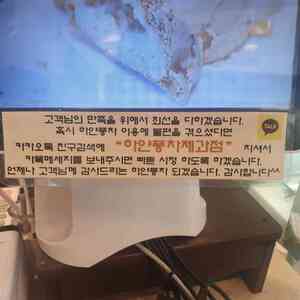 고객님의 만족을 위해서 최선을 다하겠습니다.
혹시 하얀풍차 이용에 불편을 겪으셨다면
카카오톡 친구검색에 "하얀풍차제과점" 치셔서
카톡메세지를 보내주시면 빠른 시정 하도록 하겠습니다.
언제나 고객님께 감사드리는 하얀풍차 되겠습니다. 감사합니다^^
TALK